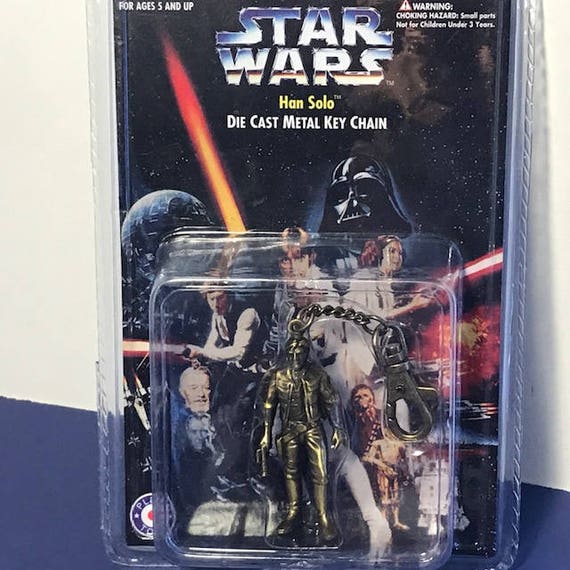 FOR AGES 5 AND UP
⚠WARNING:
CHOKING HAZARD: Small parts
Not for Children Under 3 Years.
STAR
WARS™
Han Solo™
DIE CAST METAL KEY CHAIN